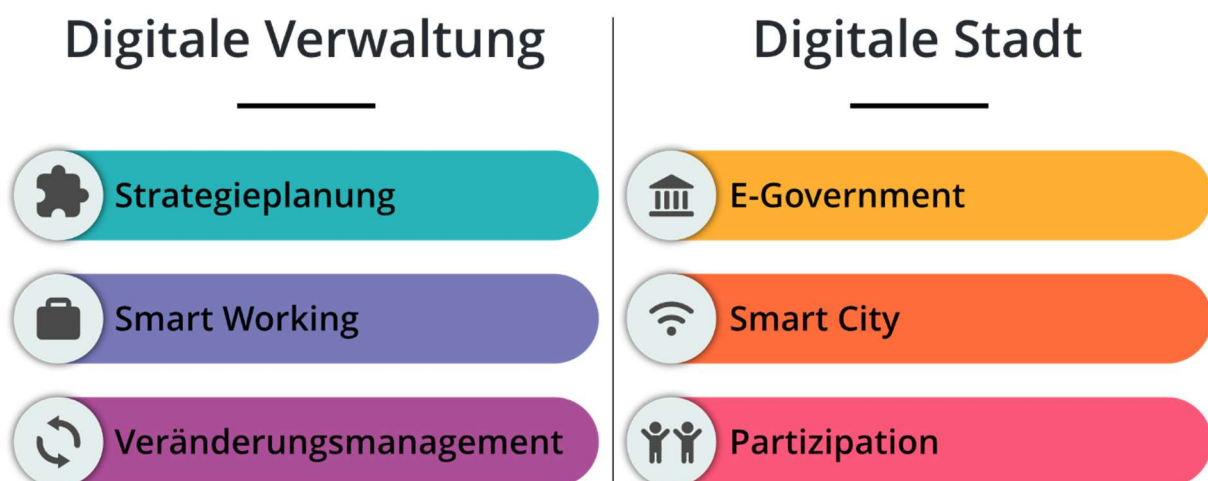 Digitale Verwaltung
Strategieplanung
Smart Working
Veränderungsmanagement
Digitale Stadt
E-Government
Smart City
Partizipation